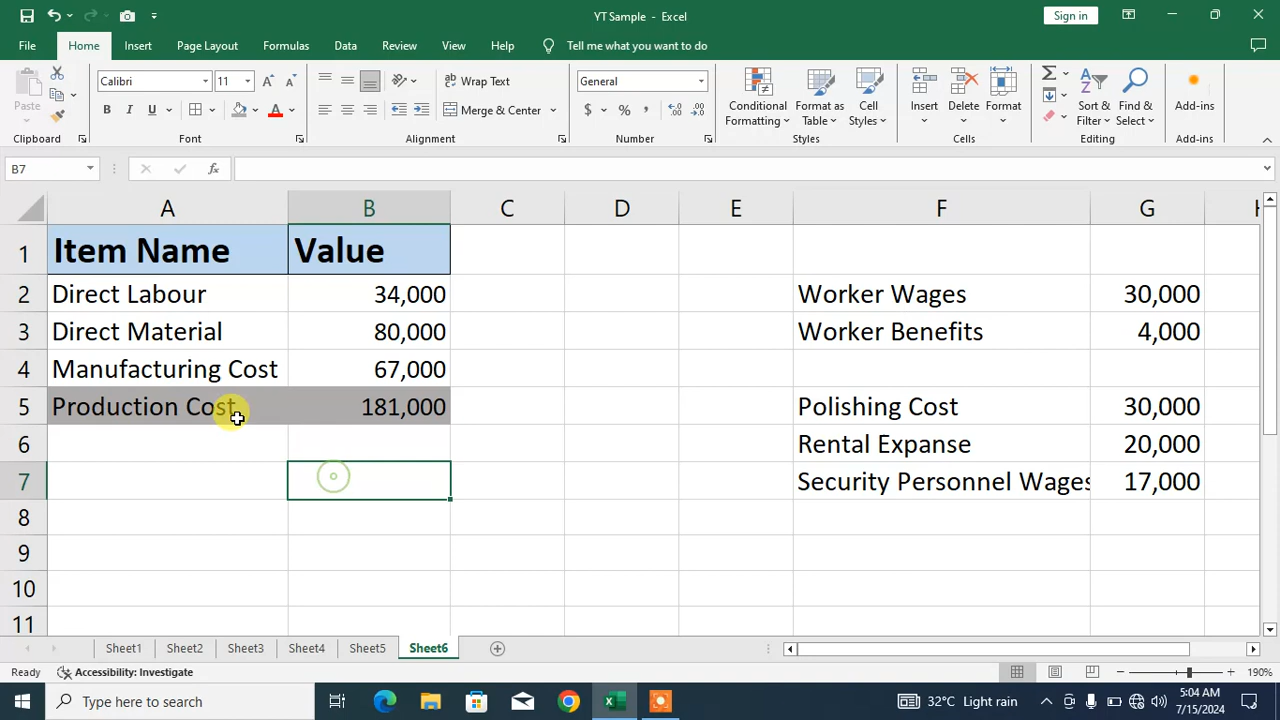 YT Sample - Excel
Sign in
File Home Insert Page Layout Formulas Data Review View Help Tell me what you want to do
Paste
Clipboard
Calibri 11
B I U
Font
Wrap Text
Merge & Center
Alignment
General
$ % ,
Number
Conditional Formatting
Format as Table
Cell Styles
Styles
Insert
Delete
Format
Cells
Sort & Filter
Find & Select
Editing
Add-ins
Add-ins
B7 fx
A B C D E F G H
1 Item Name Value
2 Direct Labour 34,000 Worker Wages 30,000
3 Direct Material 80,000 Worker Benefits 4,000
4 Manufacturing Cost 67,000
5 Production Cost 181,000 Polishing Cost 30,000
6 Rental Expanse 20,000
7 Security Personnel Wages 17,000
8
9
10
11
Sheet1 Sheet2 Sheet3 Sheet4 Sheet5 Sheet6
Ready Accessibility: Investigate 190%
Type here to search
32°C Light rain
5:04 AM
7/15/2024